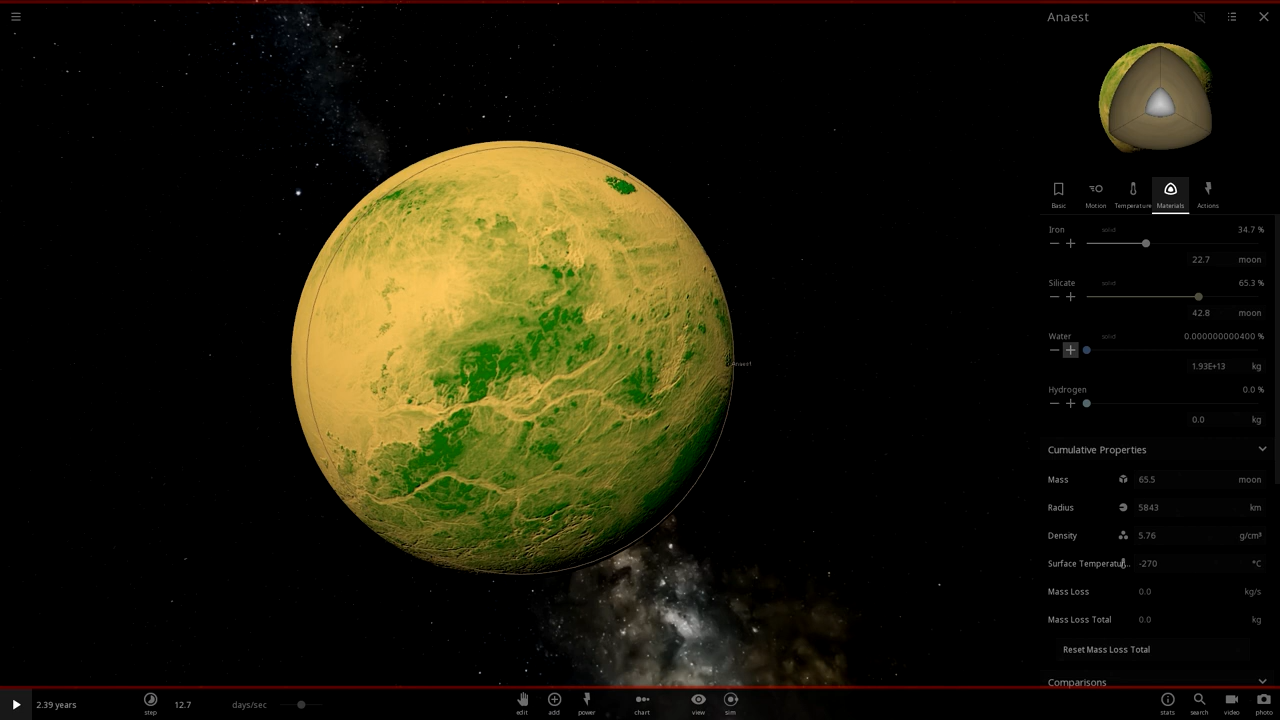 Anaest
Basic
Motion
Temperature
Materials
Actions
Iron solid 34.7 %
22.7 moon
Silicate solid 65.3 %
42.8 moon
Water solid 0.000000000400 %
1.93E+13 kg
Hydrogen 0.0 %
0.0 kg
Anaest
Cumulative Properties
Mass 65.5 moon
Radius 5843 km
Density 5.76 g/cm³
Surface Temperatu... -270 °C
Mass Loss 0.0 kg/s
Mass Loss Total 0.0 kg
Reset Mass Loss Total
Comparisons
2.39 years
step
12.7 days/sec
edit
add
power
chart
view
sim
stats
search
video
photo